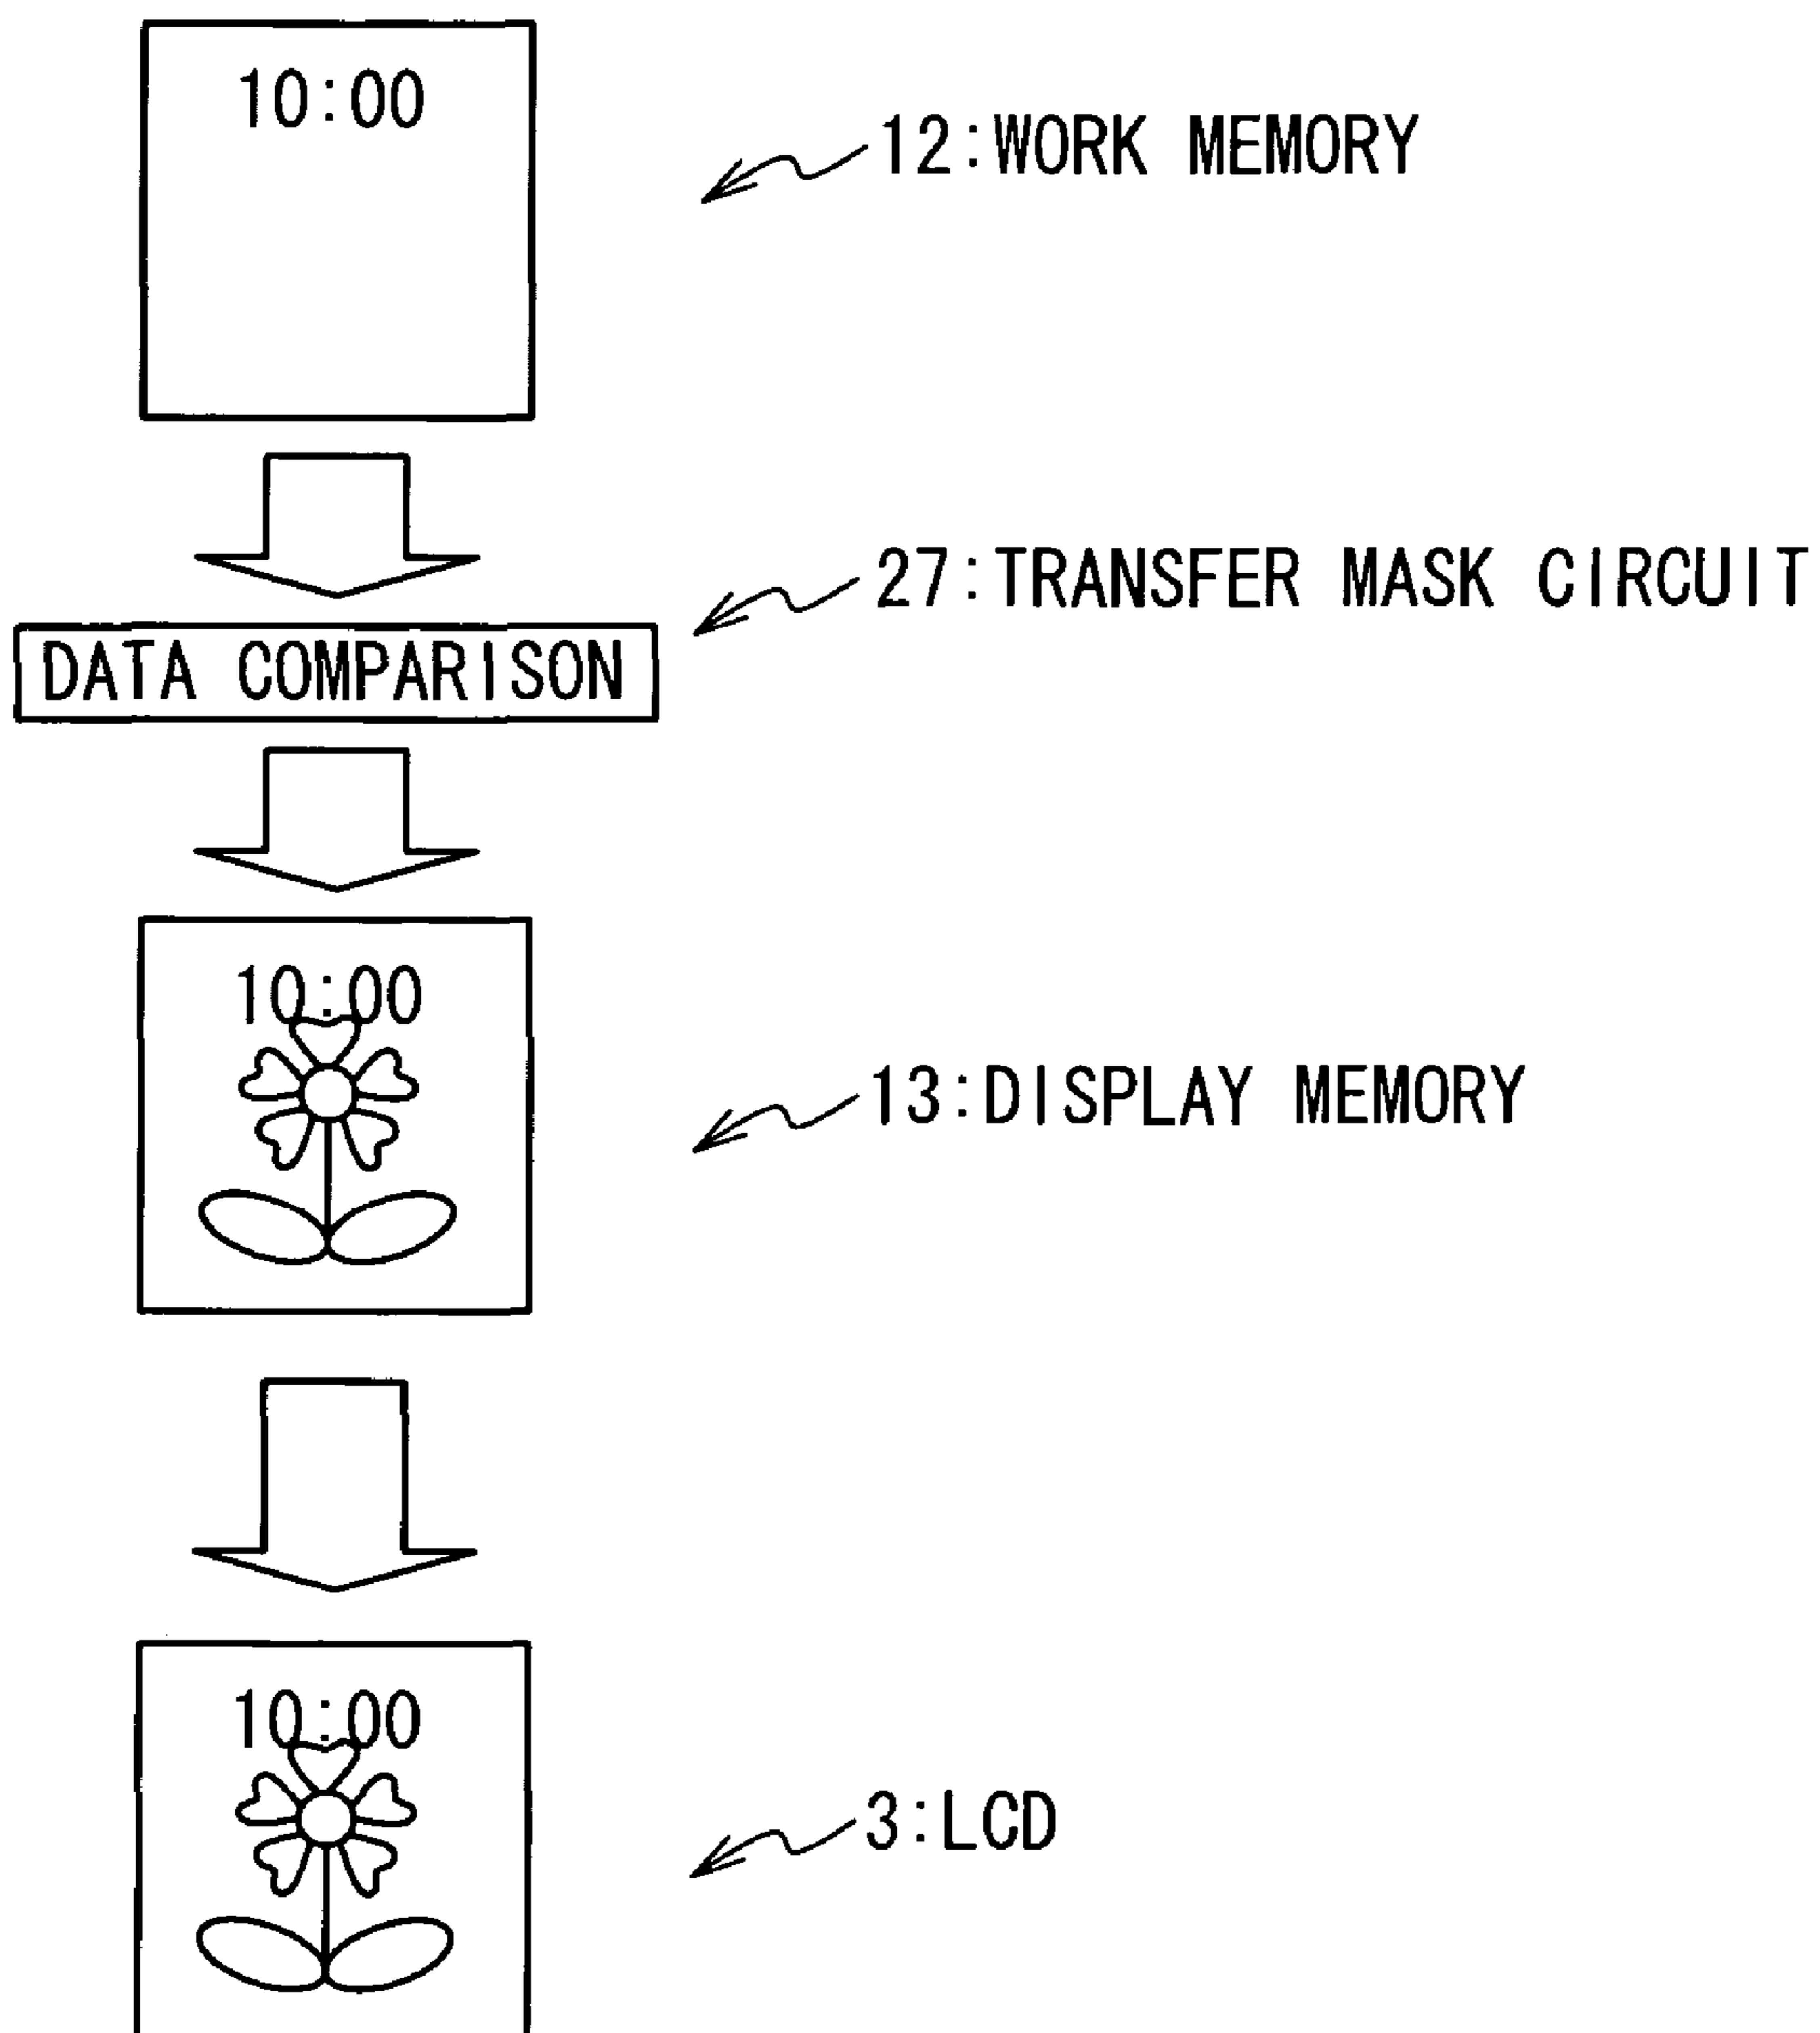 10:00
12:WORK MEMORY
27:TRANSFER MASK CIRCUIT
DATA COMPARISON
10:00
13:DISPLAY MEMORY
10:00
3:LCD